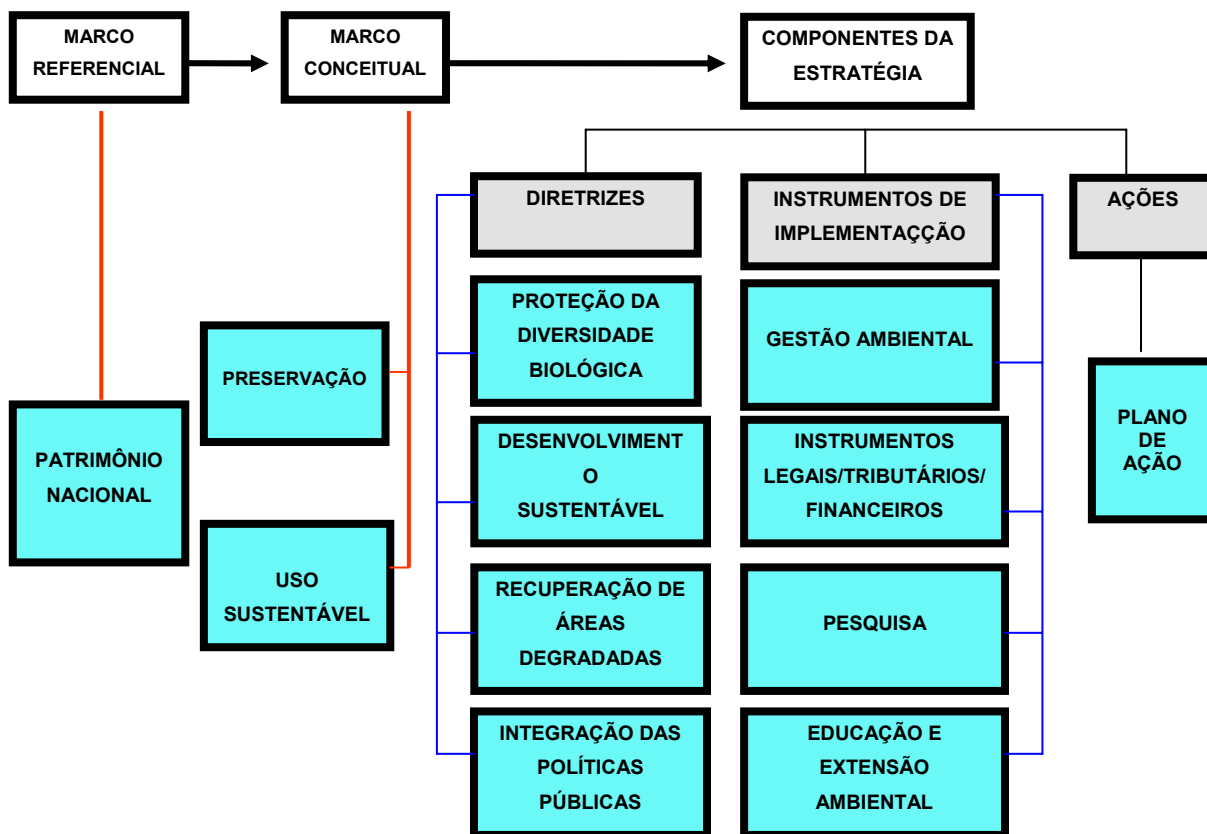 MARCO
REFERENCIAL
MARCO
CONCEITUAL
COMPONENTES DA
ESTRATÉGIA
DIRETRIZES
INSTRUMENTOS DE
IMPLEMENTAÇÇÃO
AÇÕES
PROTEÇÃO DA
DIVERSIDADE
BIOLÓGICA
GESTÃO AMBIENTAL
PRESERVAÇÃO
PLANO
DE
AÇÃO
PATRIMÔNIO
NACIONAL
DESENVOLVIMENT
O
SUSTENTÁVEL
INSTRUMENTOS
LEGAIS/TRIBUTÁRIOS/
FINANCEIROS
USO
SUSTENTÁVEL
RECUPERAÇÃO DE
ÁREAS
DEGRADADAS
PESQUISA
INTEGRAÇÃO DAS
POLÍTICAS
PÚBLICAS
EDUCAÇÃO E
EXTENSÃO
AMBIENTAL